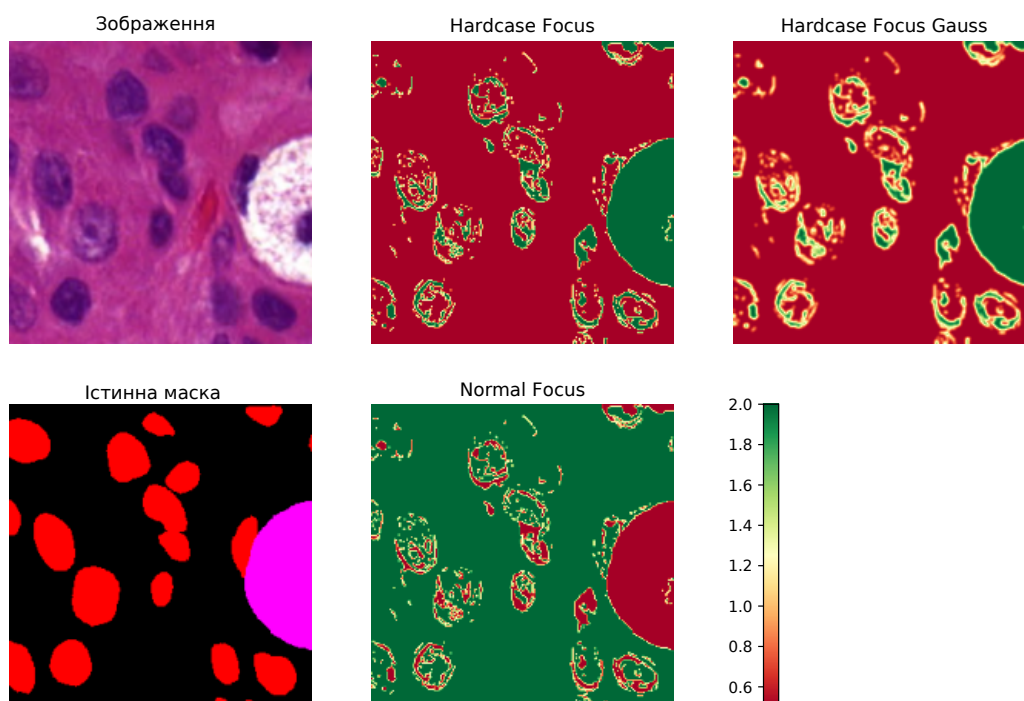 Зображення
Hardcase Focus
Hardcase Focus Gauss
Істинна маска
Normal Focus
2.0
1.8
1.6
1.4
1.2
1.0
0.8
0.6